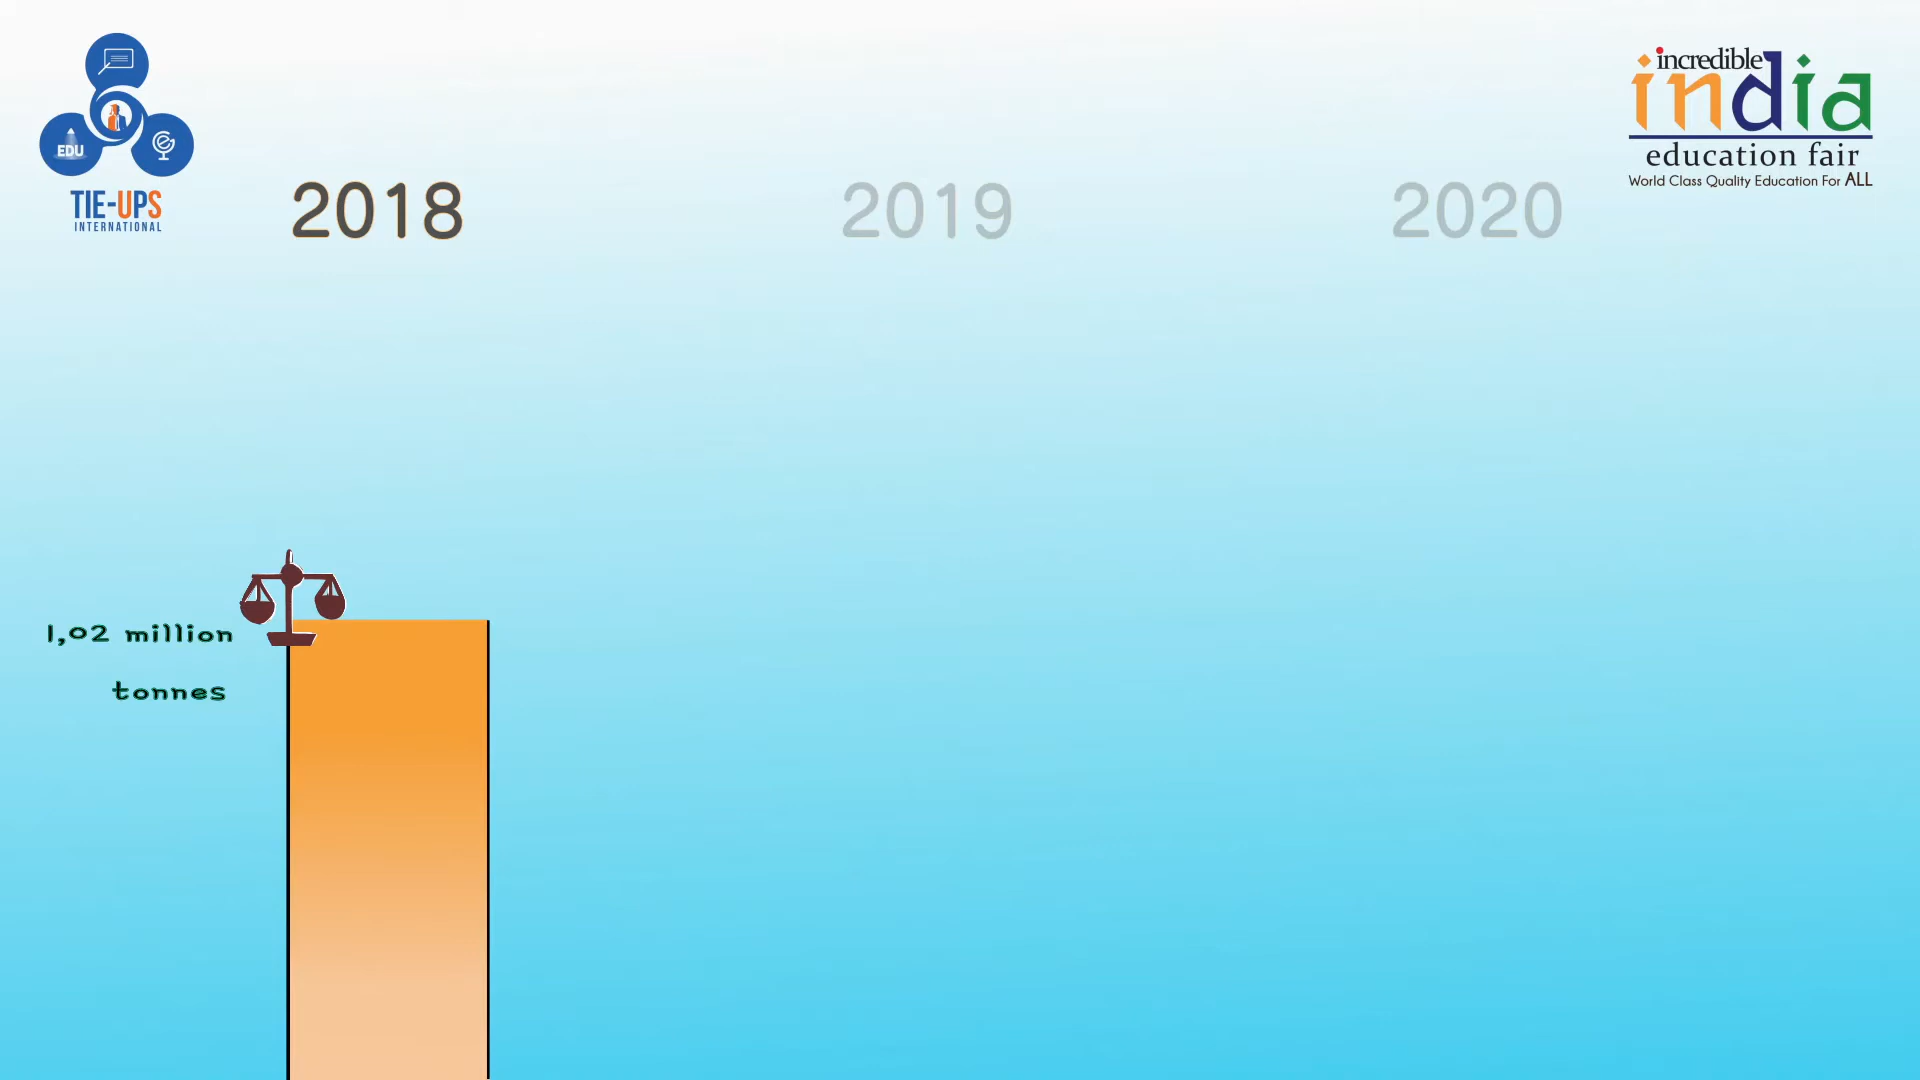 EDU
TIE-UPS
INTERNATIONAL
2018
2019
2020
incredible
india
education fair
World Class Quality Education For ALL
1,02 million
tonnes